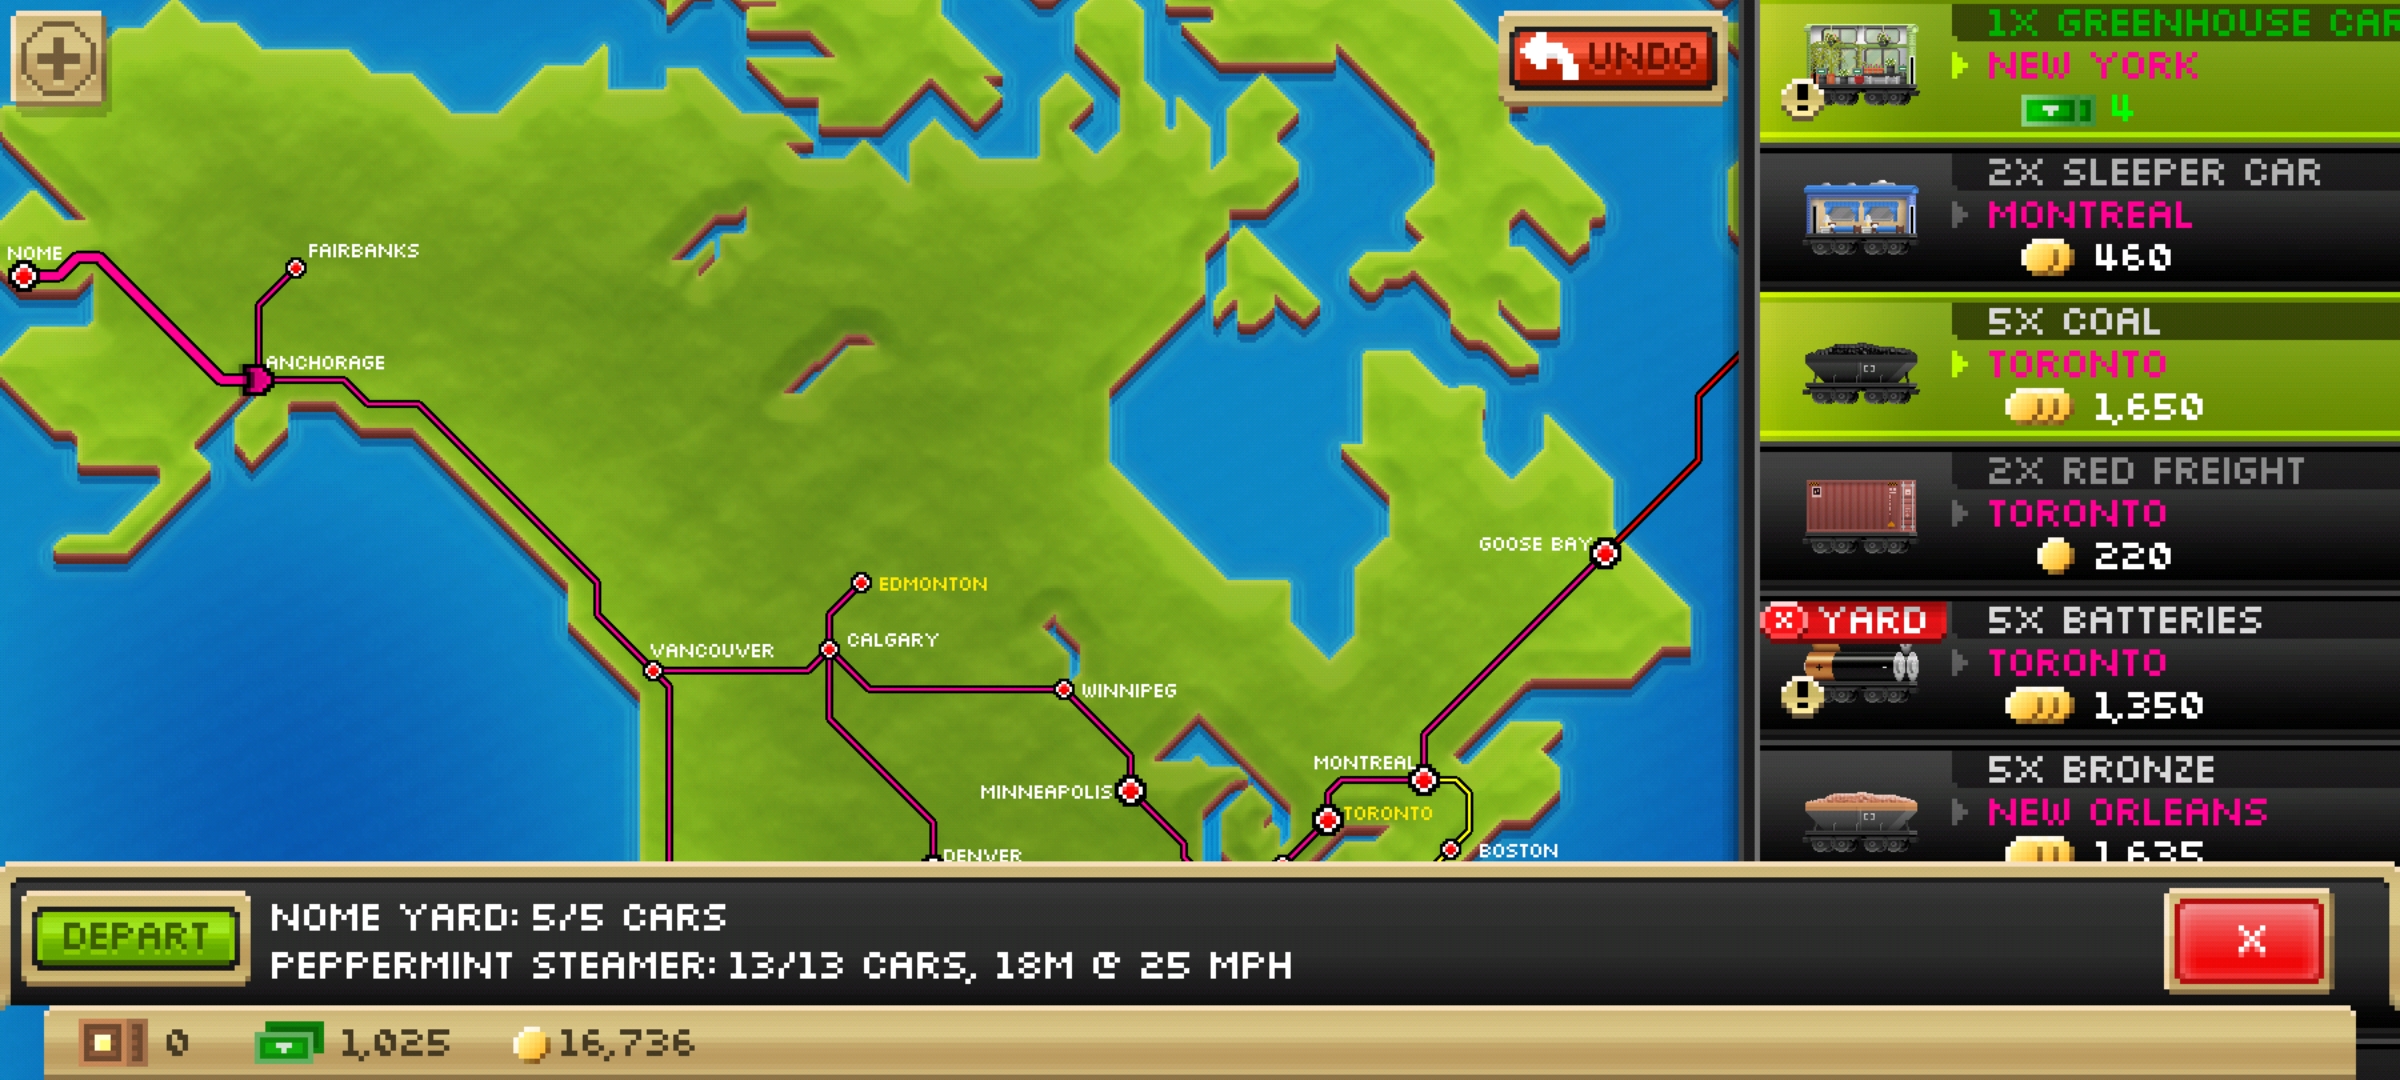 UNDO
NOME
FAIRBANKS
ANCHORAGE
GOOSE BAY
EDMONTON
CALGARY
VANCOUVER
WINNIPEG
MONTREAL
MINNEAPOLIS
TORONTO
DENVER
BOSTON
1X GREENHOUSE CAR
NEW YORK
4
2X SLEEPER CAR
MONTREAL
460
5X COAL
TORONTO
1,650
2X RED FREIGHT
TORONTO
220
YARD
5X BATTERIES
TORONTO
1,350
5X BRONZE
NEW ORLEANS
1,635
DEPART
NOME YARD: 5/5 CARS
PEPPERMINT STEAMER: 13/13 CARS, 18M @ 25 MPH
X
0 1,025 16,736